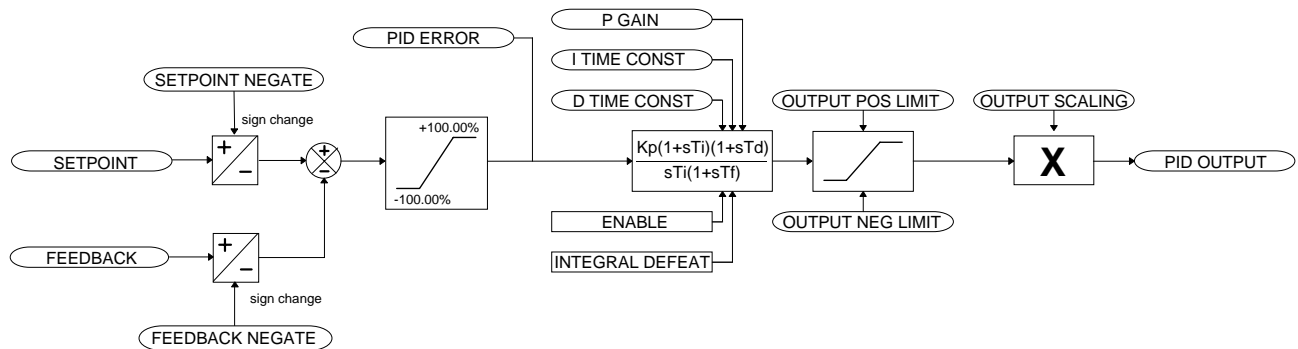 P GAIN
PID ERROR
I TIME CONST
SETPOINT NEGATE
D TIME CONST
OUTPUT POS LIMIT
OUTPUT SCALING
sign change
+
-
SETPOINT
+
-
+100.00%
-100.00%
Kp(1+sTi)(1+sTd)
sTi(1+sTf)
X
PID OUTPUT
ENABLE
OUTPUT NEG LIMIT
FEEDBACK
+
-
INTEGRAL DEFEAT
sign change
FEEDBACK NEGATE